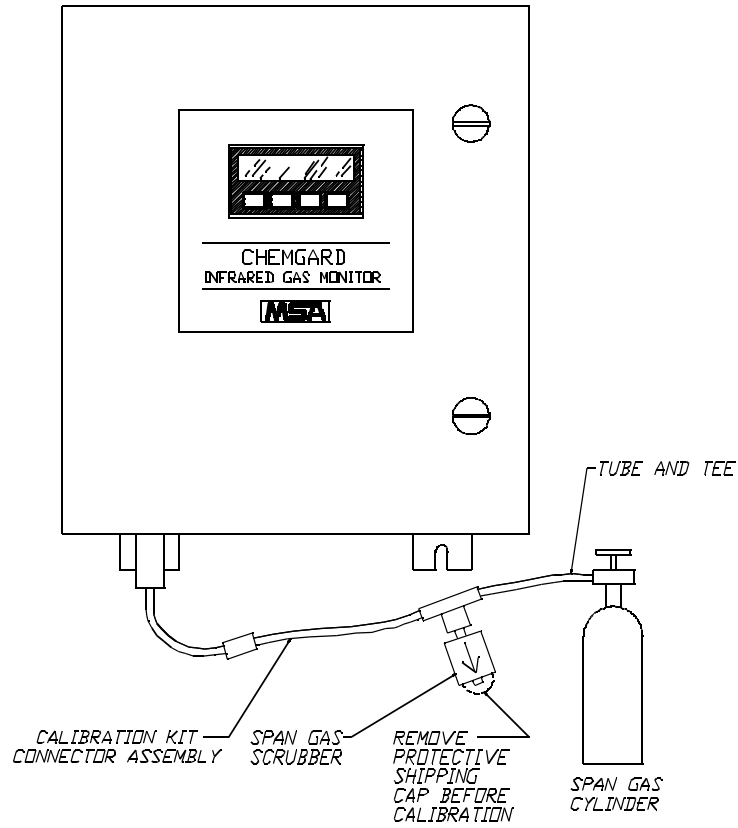 CHEMGARD
INFRARED GAS MONITOR
MSA
TUBE AND TEE
CALIBRATION KIT
CONNECTOR ASSEMBLY
SPAN GAS
SCRUBBER
REMOVE
PROTECTIVE
SHIPPING
CAP BEFORE
CALIBRATION
SPAN GAS
CYLINDER